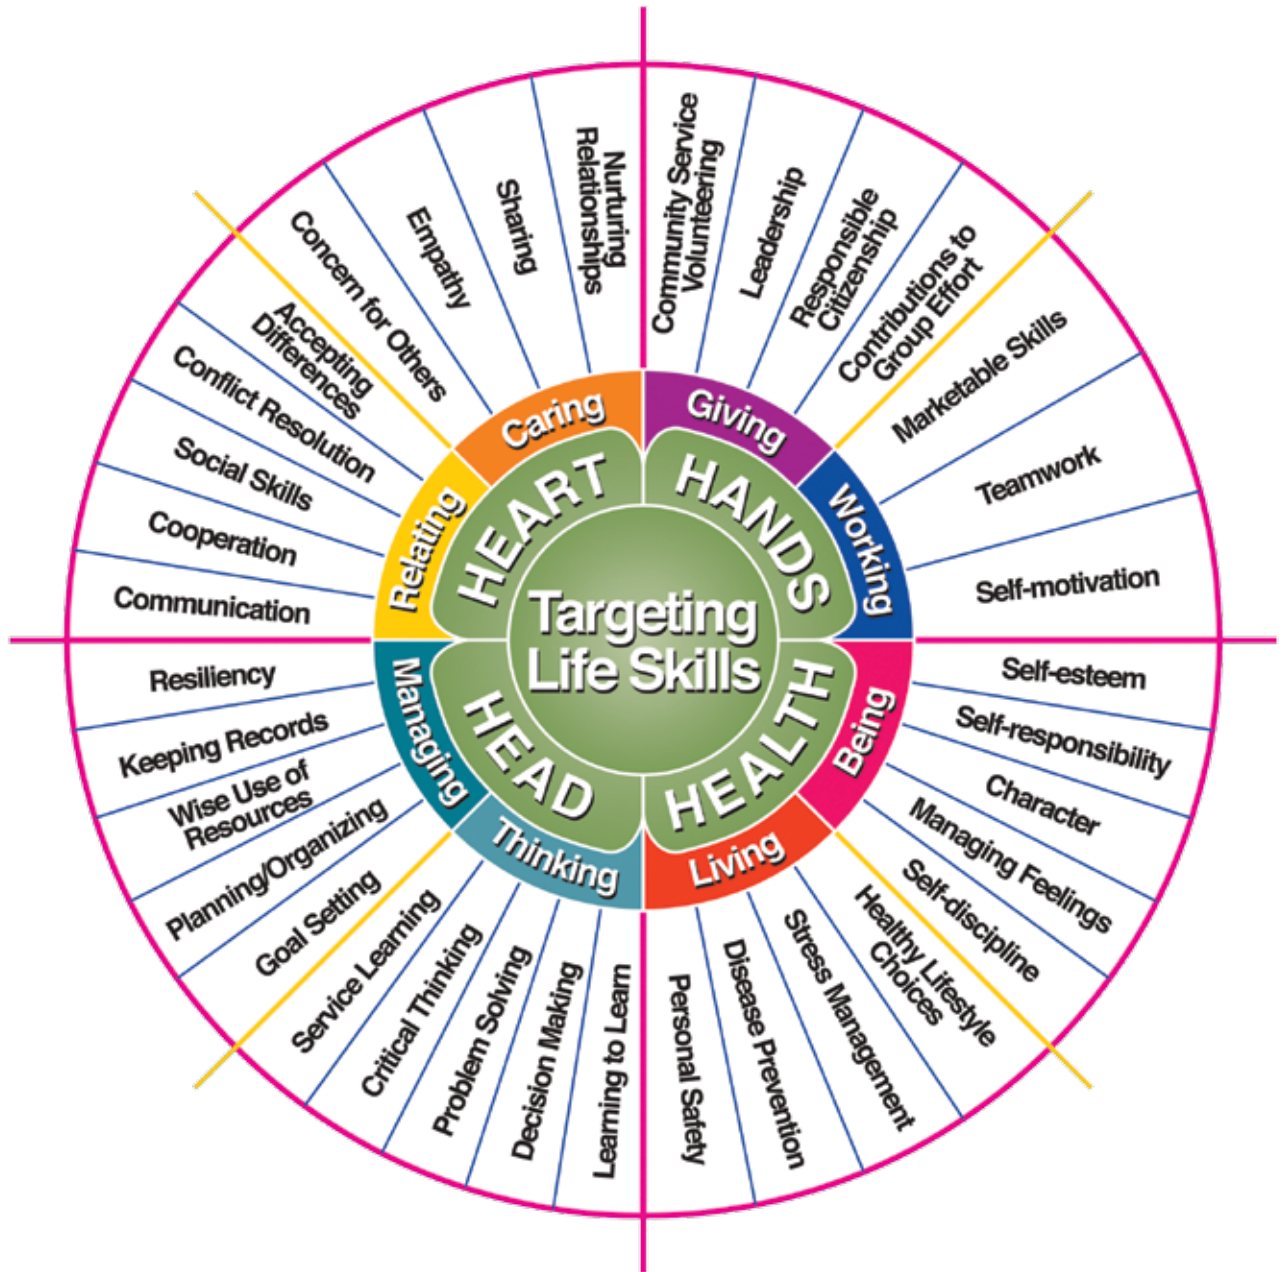 Targeting
Life Skills
HEART
HANDS
HEALTH
HEAD
Caring
Giving
Working
Being
Living
Thinking
Managing
Relating
Community Service
Volunteering
Leadership
Responsible
Citizenship
Contributions to
Group Effort
Marketable Skills
Teamwork
Self-motivation
Self-esteem
Self-responsibility
Character
Managing Feelings
Self-discipline
Healthy Lifestyle
Choices
Stress Management
Disease Prevention
Personal Safety
Learning to Learn
Decision Making
Problem Solving
Critical Thinking
Service Learning
Goal Setting
Planning/Organizing
Wise Use of
Resources
Keeping Records
Resiliency
Communication
Cooperation
Social Skills
Conflict Resolution
Accepting
Differences
Concern for Others
Empathy
Sharing
Nurturing
Relationships